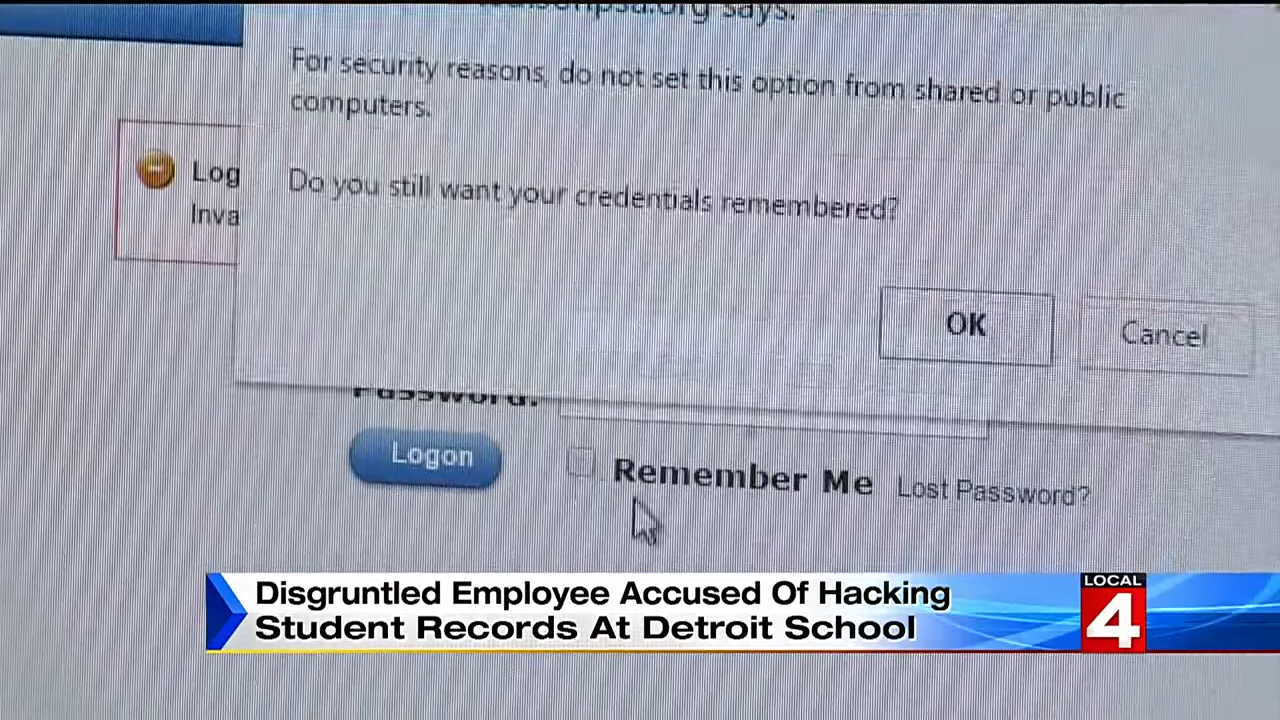 says.
For security reasons, do not set this option from shared or public
computers.
Log
Inva
Do you still want your credentials remembered?
OK
Cancel
Password:
Logon
Remember Me
Lost Password?
Disgruntled Employee Accused Of Hacking
Student Records At Detroit School
LOCAL
4